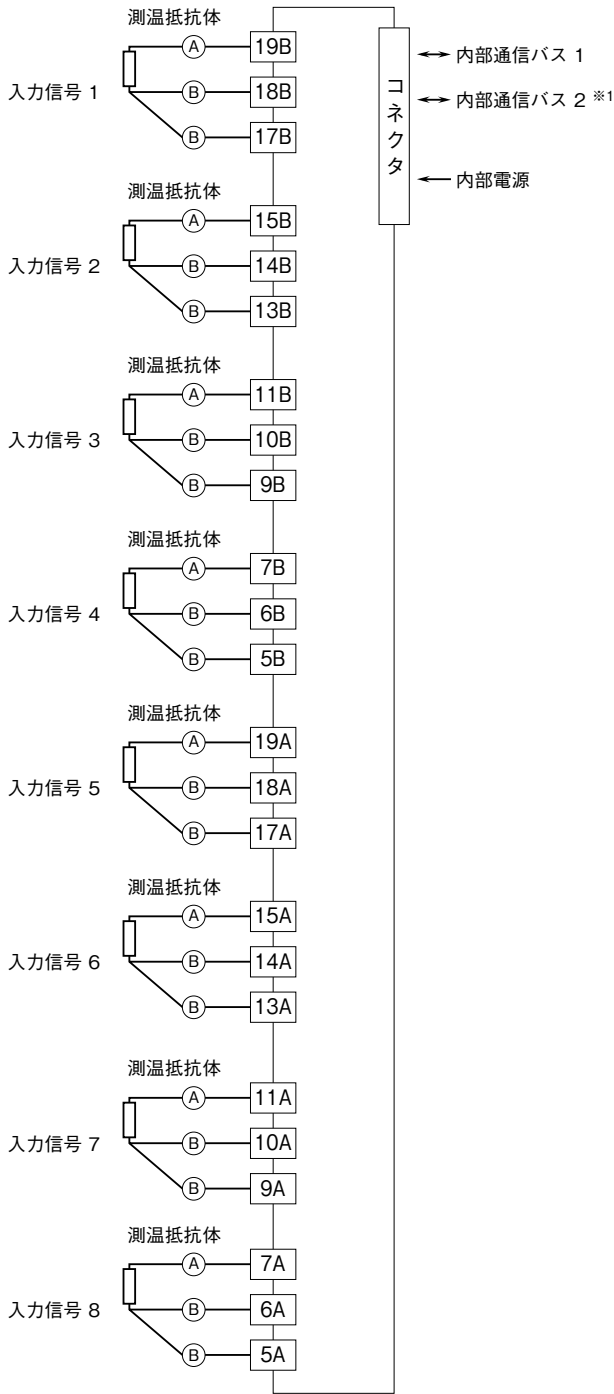 測温抵抗体
入力信号 1
A 19B
B 18B
B 17B
コネクタ
内部通信バス 1
内部通信バス 2 ※1
内部電源
測温抵抗体
入力信号 2
A 15B
B 14B
B 13B
測温抵抗体
入力信号 3
A 11B
B 10B
B 9B
測温抵抗体
入力信号 4
A 7B
B 6B
B 5B
測温抵抗体
入力信号 5
A 19A
B 18A
B 17A
測温抵抗体
入力信号 6
A 15A
B 14A
B 13A
測温抵抗体
入力信号 7
A 11A
B 10A
B 9A
測温抵抗体
入力信号 8
A 7A
B 6A
B 5A